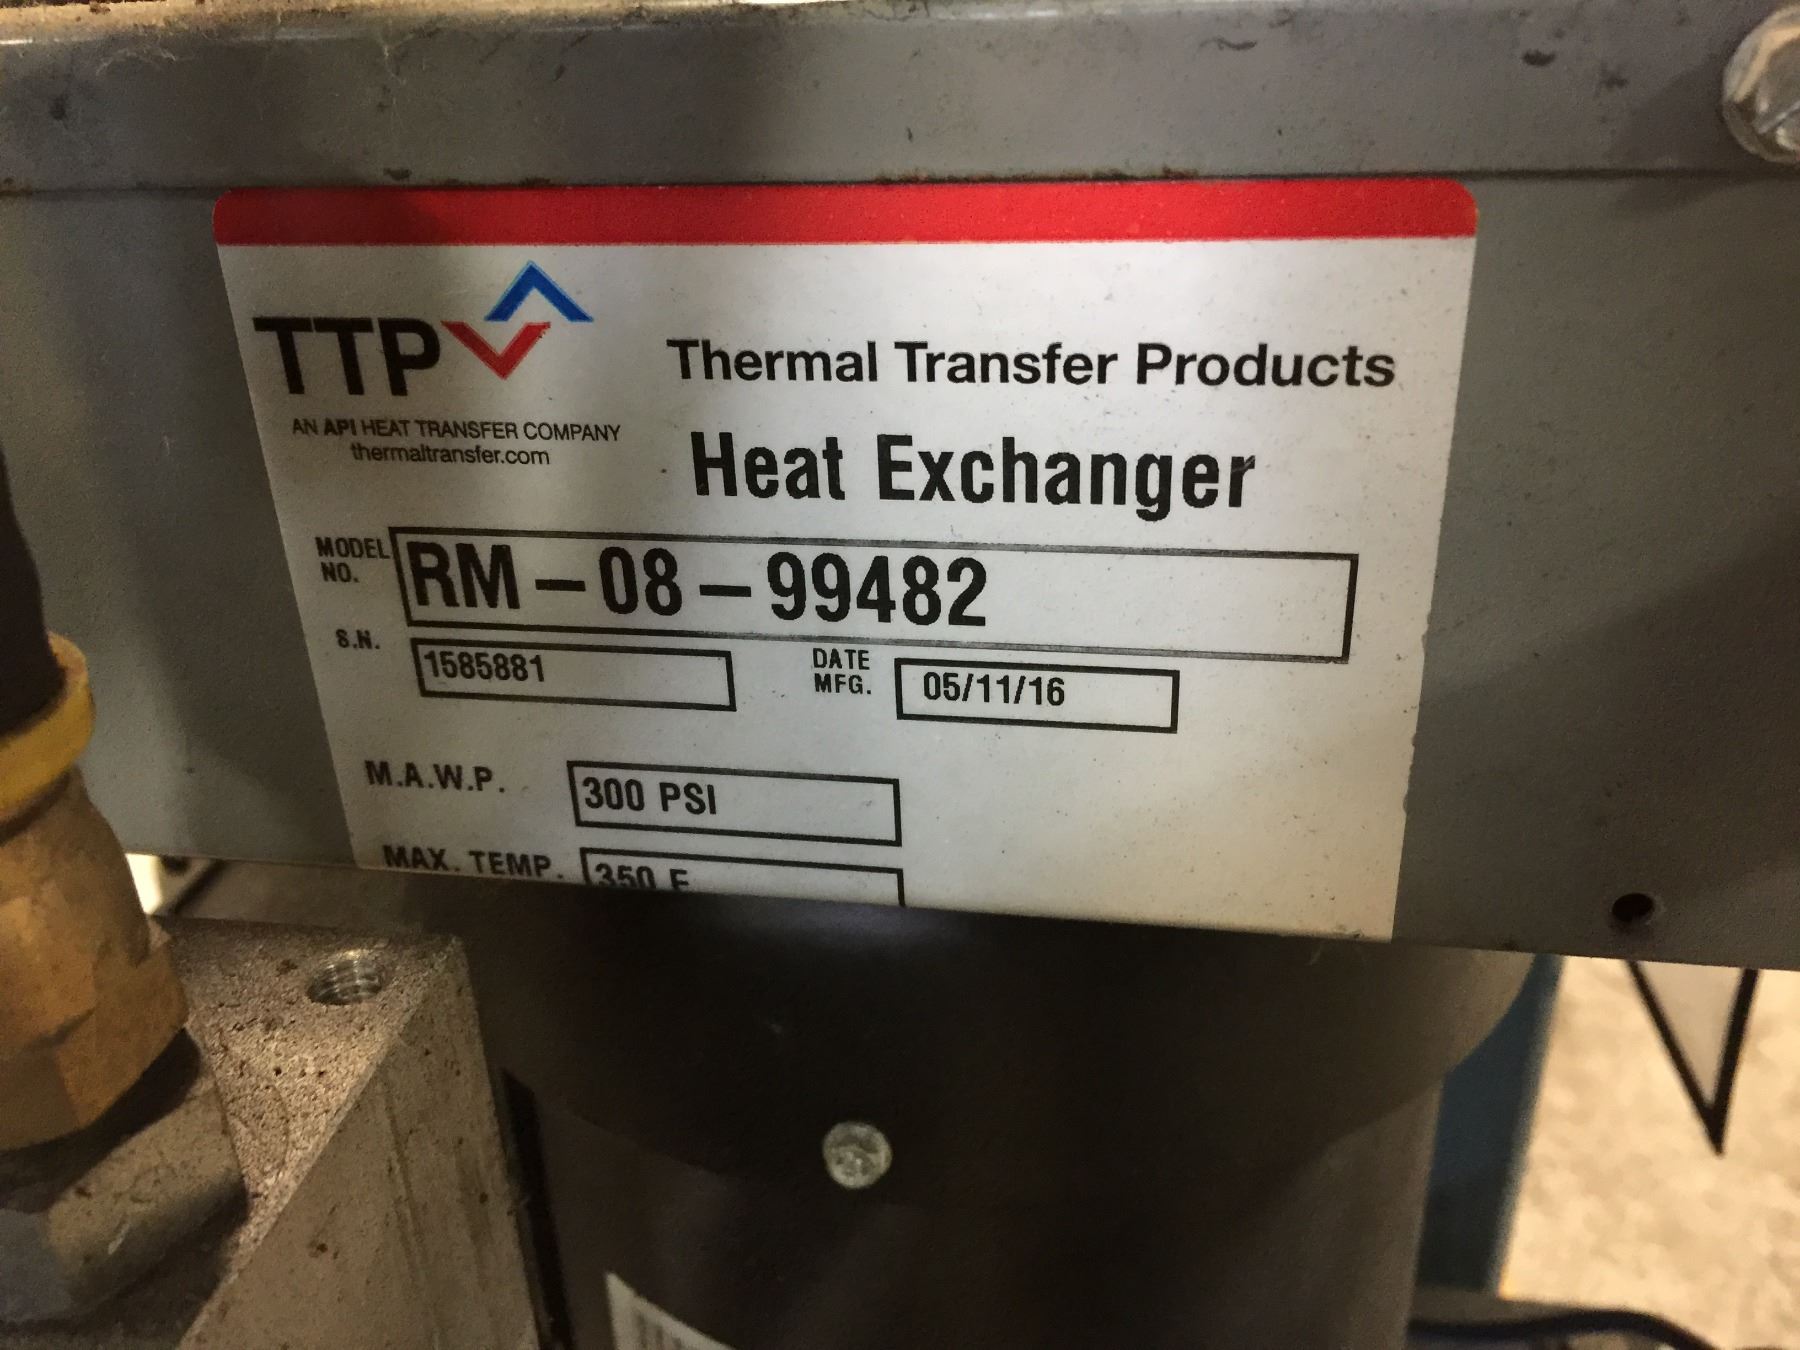 TTP
AN API HEAT TRANSFER COMPANY
thermaltransfer.com
Thermal Transfer Products
Heat Exchanger
MODEL NO. RM-08-99482
S.N. 1585881 DATE MFG. 05/11/16
M.A.W.P. 300 PSI
MAX. TEMP. 350 F